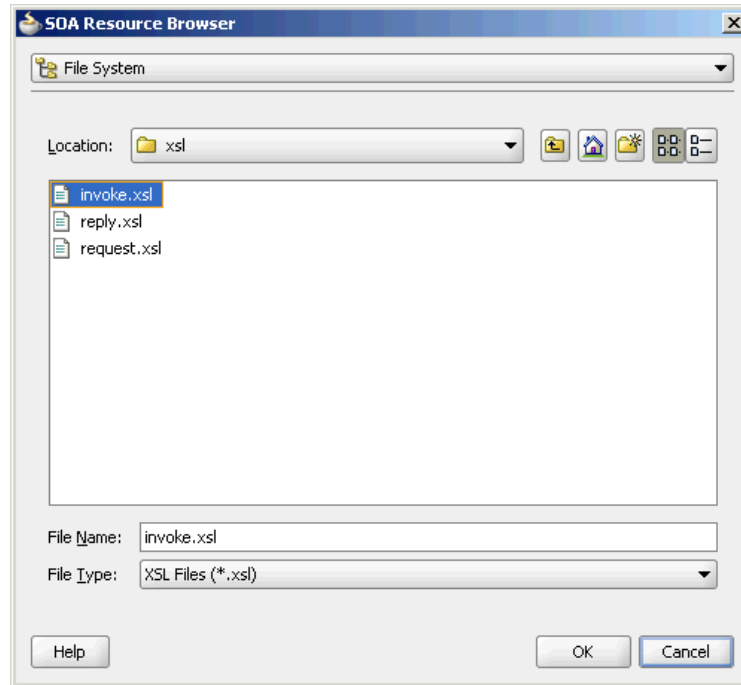 SOA Resource Browser
File System
Location: xsl
invoke.xsl
reply.xsl
request.xsl
File Name: invoke.xsl
File Type: XSL Files (*.xsl)
Help OK Cancel